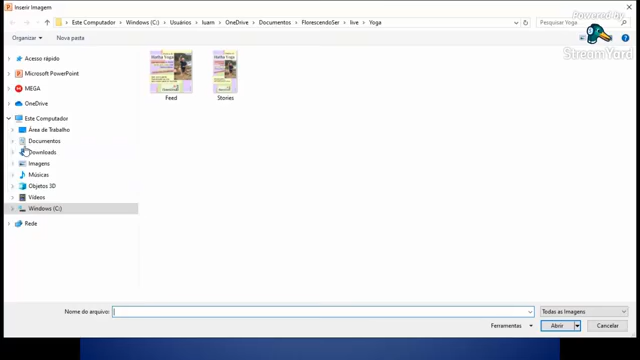 Inserir Imagem
Este Computador › Windows (C:) › Usuários › luam › OneDrive › Documentos › FlorescendoSer › live › Yoga
Pesquisar Yoga
Powered by
StreamYard
Organizar
Nova pasta
Acesso rápido
Microsoft PowerPoint
MEGA
OneDrive
Este Computador
Área de Trabalho
Documentos
Downloads
Imagens
Músicas
Objetos 3D
Vídeos
Windows (C:)
Rede
Hatha Yoga
Hatha Yoga
Feed
Stories
Nome do arquivo:
Todas as Imagens
Ferramentas
Abrir
Cancelar